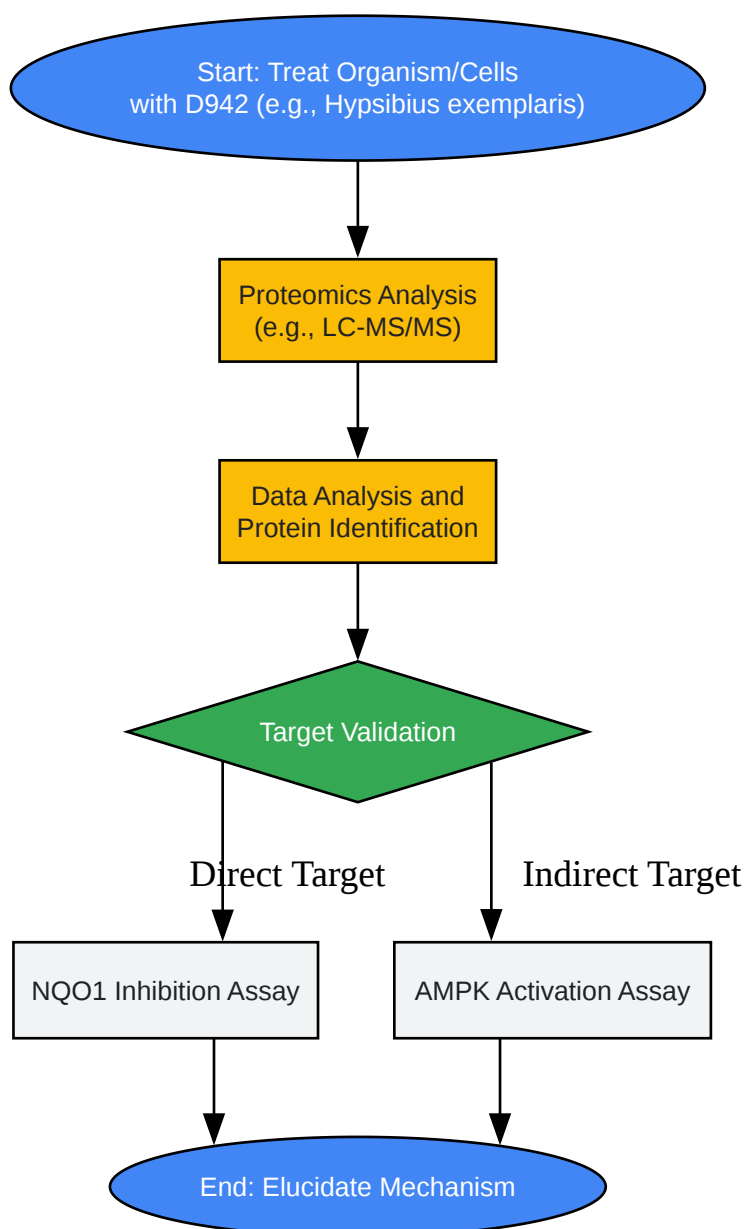 Start: Treat Organism/Cells
with D942 (e.g., Hypsibius exemplaris)
Proteomics Analysis
(e.g., LC-MS/MS)
Data Analysis and
Protein Identification
Target Validation
Direct Target
Indirect Target
NQO1 Inhibition Assay
AMPK Activation Assay
End: Elucidate Mechanism